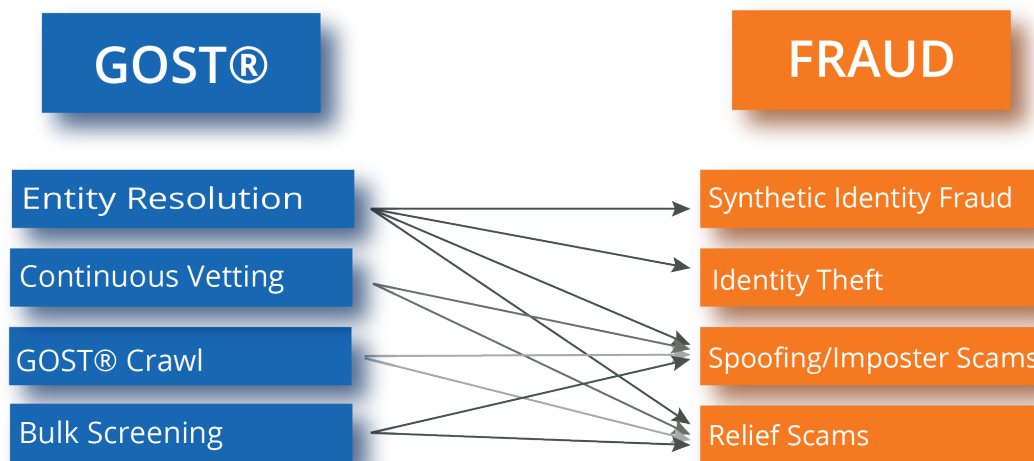 GOST®
FRAUD
Entity Resolution
Synthetic Identity Fraud
Continuous Vetting
Identity Theft
GOST® Crawl
Spoofing/Imposter Scams
Bulk Screening
Relief Scams